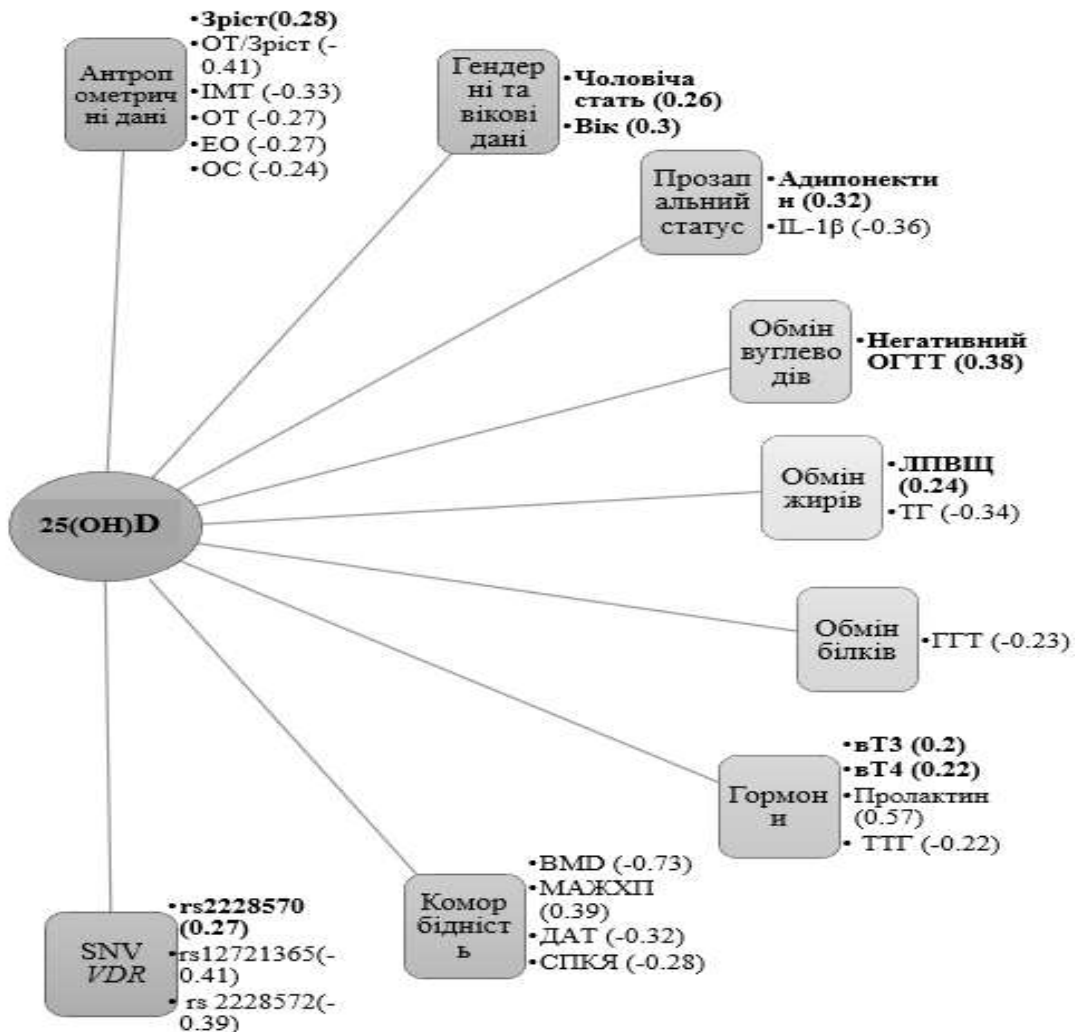 Антроп
ометрич
ні дані
•Зріст(0.28)
•ОТ/Зріст (-
0.41)
•ІМТ (-0.33)
•ОТ (-0.27)
•ЕО (-0.27)
•ОС (-0.24)
Гендер
ні та
вікові
дані
•Чоловіча
стать (0.26)
•Вік (0.3)
Прозап
альний
статус
•Адипонекти
н (0.32)
•IL-1β (-0.36)
Обмін
вуглево
дів
•Негативний
ОГТТ (0.38)
Обмін
жирів
•ЛПВЩ
(0.24)
•ТГ (-0.34)
25(OH)D
Обмін
білків
•ГГТ (-0.23)
Гормон
и
•вТ3 (0.2)
•вТ4 (0.22)
•Пролактин
(0.57)
• ТТГ (-0.22)
Комор
бідніст
ь
•BMD (-0.73)
•МАЖХП
(0.39)
•ДАТ (-0.32)
•СПКЯ (-0.28)
SNV
VDR
•rs2228570
(0.27)
•rs12721365(-
0.41)
• rs 2228572(-
0.39)